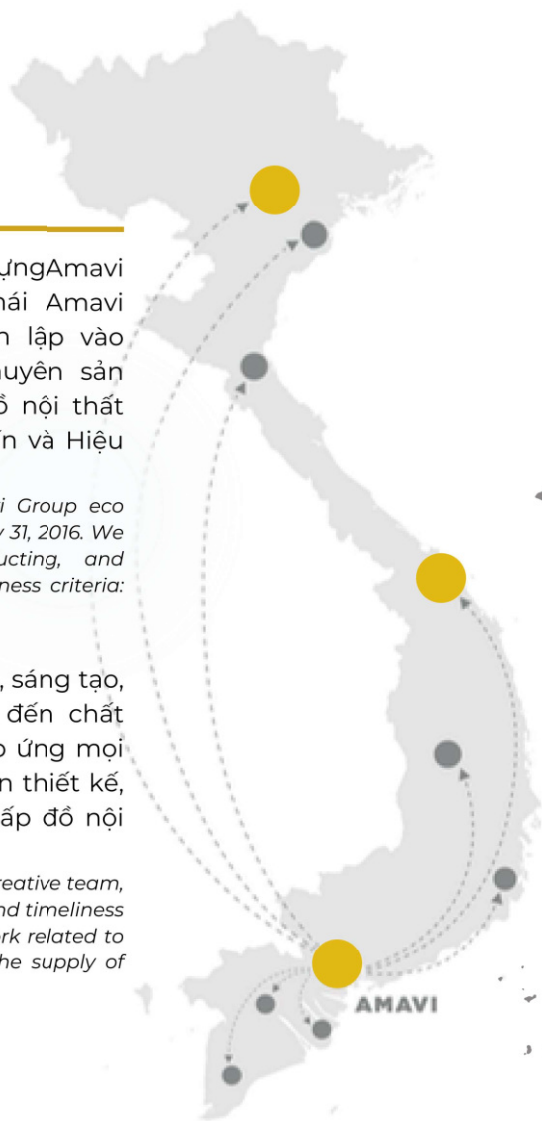 ựngAmavi
hái Amavi
n lập vào
uyên sản
ồ nội thất
ín và Hiệu
i Group eco
y 31, 2016. We
ucting, and
ness criteria:
, sáng tạo,
đến chất
o ứng mọi
n thiết kế,
ấp đồ nội
reative team,
nd timeliness
rk related to
he supply of
AMAVI